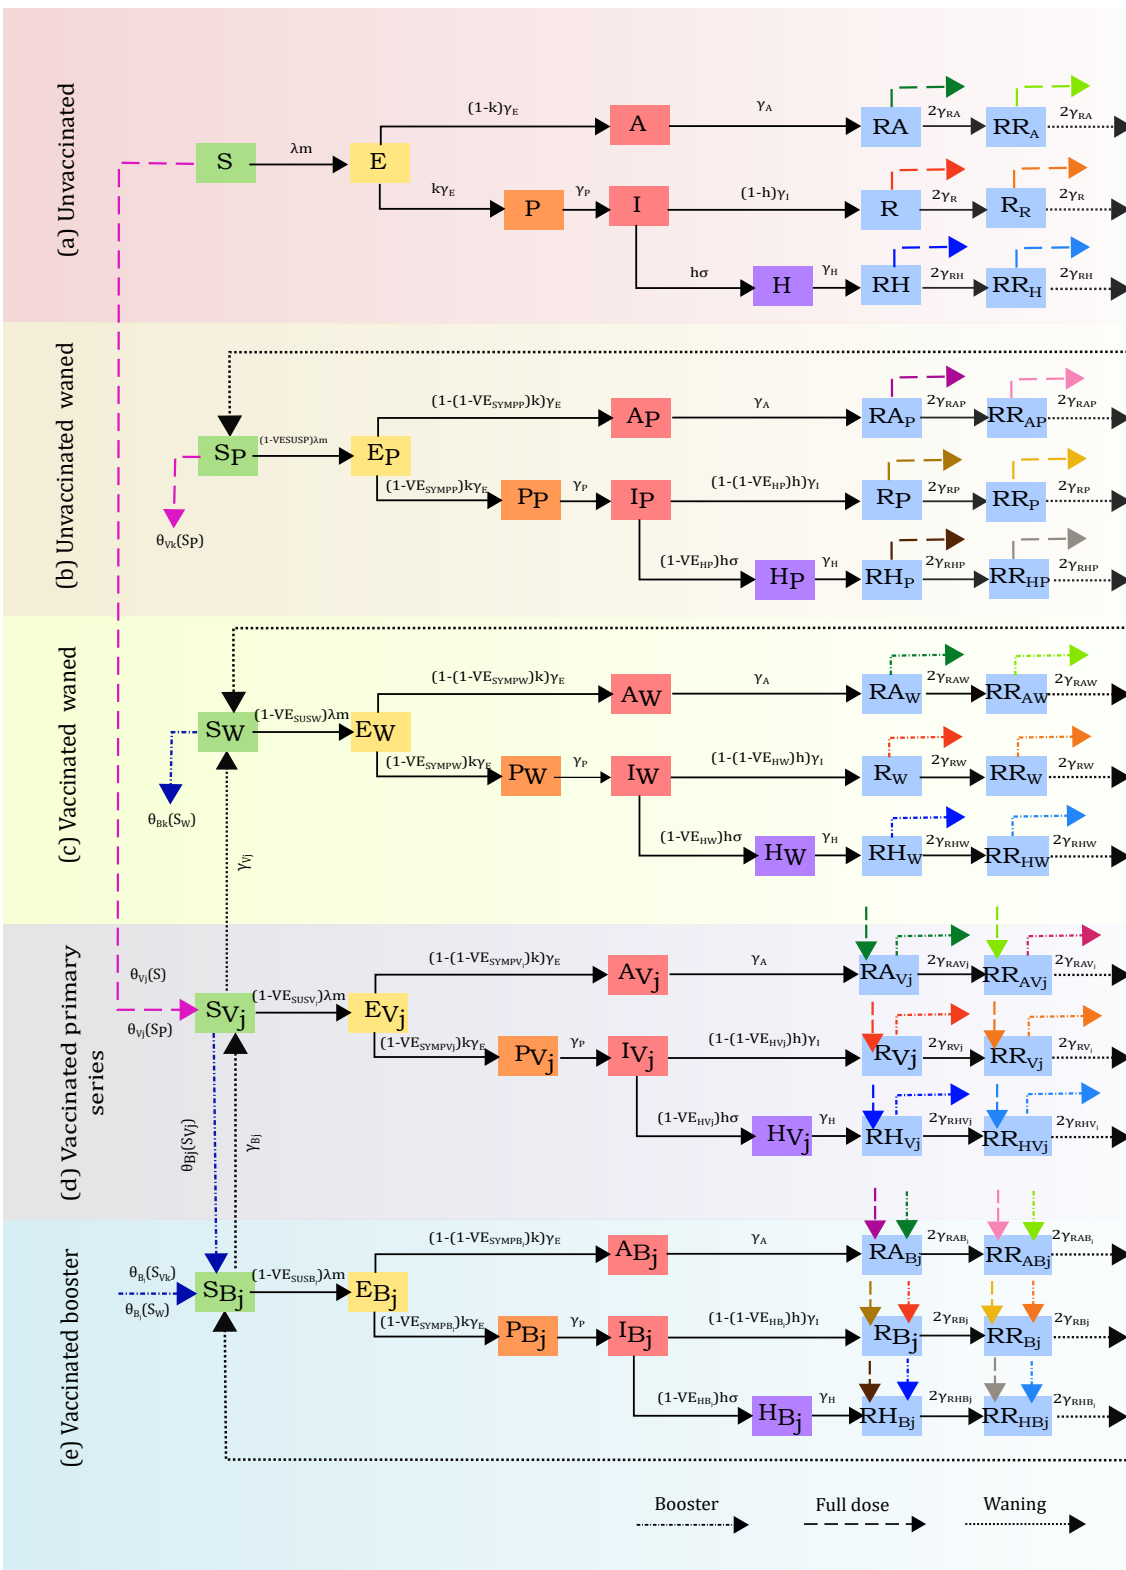 (a) Unvaccinated
(1-k)γE
A
γA
RA
2γRA
RRA
2γRA
S
λm
E
kγE
P
γP
I
(1-h)γI
R
2γR
RR
2γR
hσ
H
γH
RH
2γRH
RRH
2γRH
(b) Unvaccinated waned
(1-(1-VESYMPP)k)γE
AP
γA
RAP
2γRAP
RRAP
2γRAP
SP
(1-VESUSP)λm
EP
(1-VESYMPP)kγE
PP
γP
IP
(1-(1-VEHP)h)γI
RP
2γRP
RRP
2γRP
θVk(SP)
(1-VEHP)hσ
HP
γH
RHP
2γRHP
RRHP
2γRHP
(c) Vaccinated waned
(1-(1-VESYMPW)k)γE
AW
γA
RAW
2γRAW
RRAW
2γRAW
SW
(1-VESUSW)λm
EW
(1-VESYMPW)kγE
PW
γP
IW
(1-(1-VEHW)h)γI
RW
2γRW
RRW
2γRW
θBk(SW)
(1-VEHW)hσ
HW
γH
RHW
2γRHW
RRHW
2γRHW
γVj
(d) Vaccinated primary
series
(1-(1-VESYMPVj)k)γE
AVj
γA
RAVj
2γRAVj
RRAVj
2γRAVj
θVj(S)
θVj(SP)
SVj
(1-VESUSVj)λm
EVj
(1-VESYMPVj)kγE
PVj
γP
IVj
(1-(1-VEHVj)h)γI
RVj
2γRVj
RRVj
2γRVj
(1-VEHVj)hσ
HVj
γH
RHVj
2γRHVj
RRHVj
2γRHVj
θBj(SVj)
γBj
(e) Vaccinated booster
(1-(1-VESYMPBj)k)γE
ABj
γA
RABj
2γRABj
RRABj
2γRABj
θBj(SVk)
θBj(SW)
SBj
(1-VESUSBj)λm
EBj
(1-VESYMPBj)kγE
PBj
γP
IBj
(1-(1-VEHBj)h)γI
RBj
2γRBj
RRBj
2γRBj
(1-VEHBj)hσ
HBj
γH
RHBj
2γRHBj
RRHBj
2γRHBj
Booster
Full dose
Waning